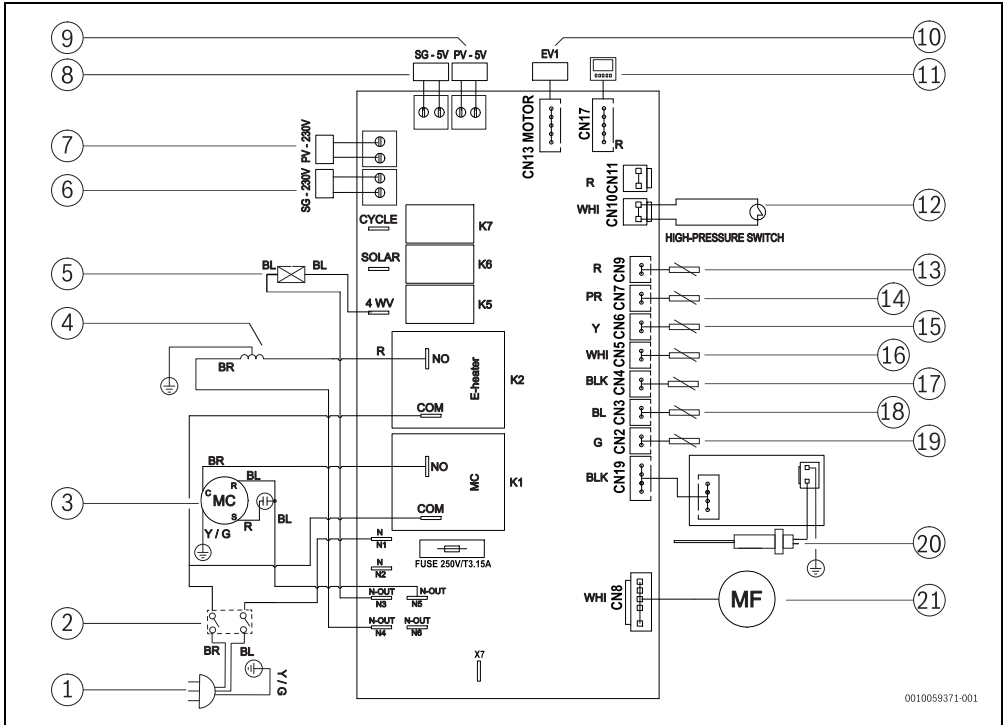 9
8
7
6
5
4
3
2
1
10
11
12
13
14
15
16
17
18
19
20
21
SG - 5V
PV - 5V
EV1
PV - 230V
SG - 230V
CN13 MOTOR
CN17
R
R
CN11
WHI
CN10
HIGH-PRESSURE SWITCH
CYCLE
K7
SOLAR
K6
BL
BL
4 WV
K5
R
CN9
PR
CN7
Y
CN6
WHI
CN5
BLK
CN4
BL
CN3
G
CN2
BLK
CN19
R
NO
BR
E-heater
K2
COM
BR
NO
BL
C
R
MC
S
R
BL
Y / G
MC
K1
COM
N
N1
FUSE 250V/T3.15A
N
N2
N-OUT
N3
N-OUT
N5
N-OUT
N4
N-OUT
N6
WHI
CN8
MF
BR
BL
Y / G
X7
0010059371-001